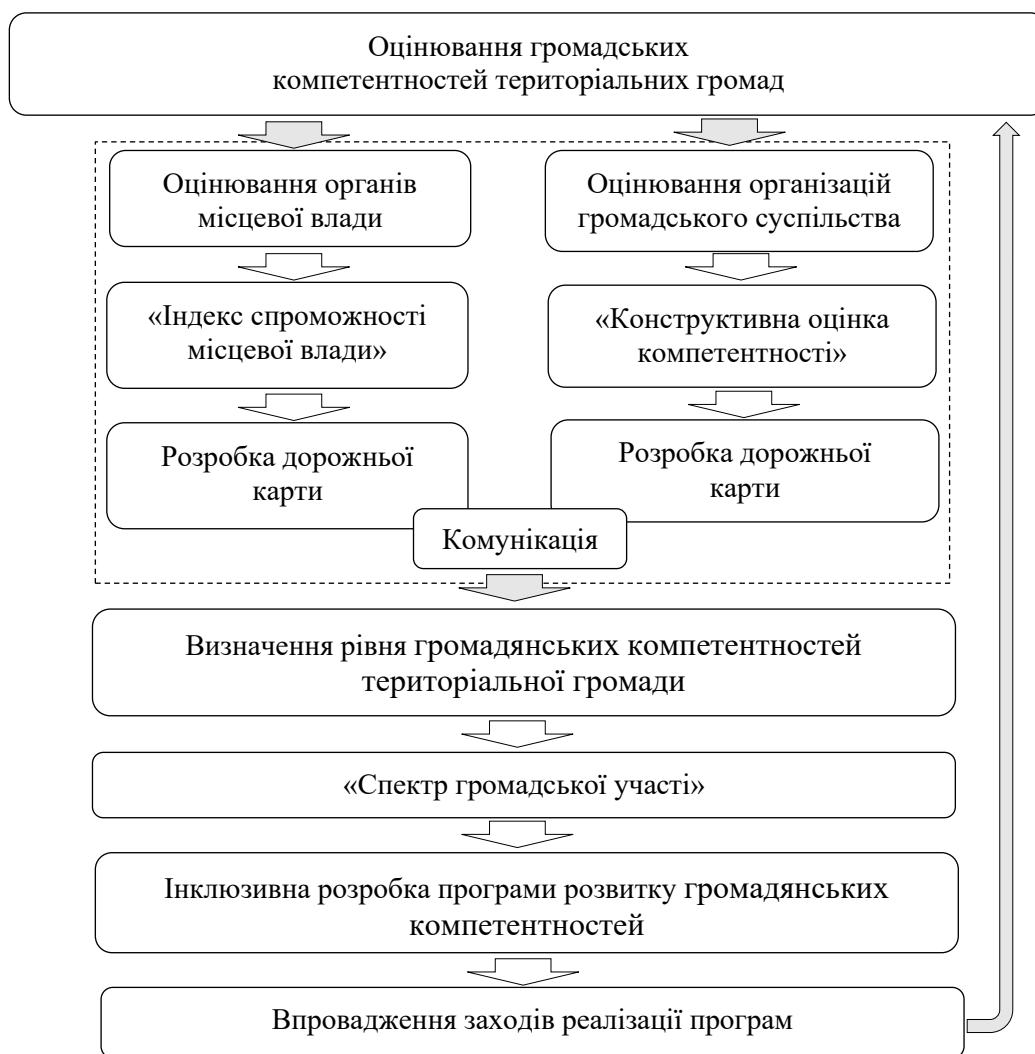 Оцінювання громадських
компетентностей територіальних громад
Оцінювання органів
місцевої влади
«Індекс спроможності
місцевої влади»
Розробка дорожньої
карти
Оцінювання організацій
громадського суспільства
«Конструктивна оцінка
компетентності»
Розробка дорожньої
карти
Комунікація
Визначення рівня громадянських компетентностей
територіальної громади
«Спектр громадської участі»
Інклюзивна розробка програми розвитку громадянських
компетентностей
Впровадження заходів реалізації програм